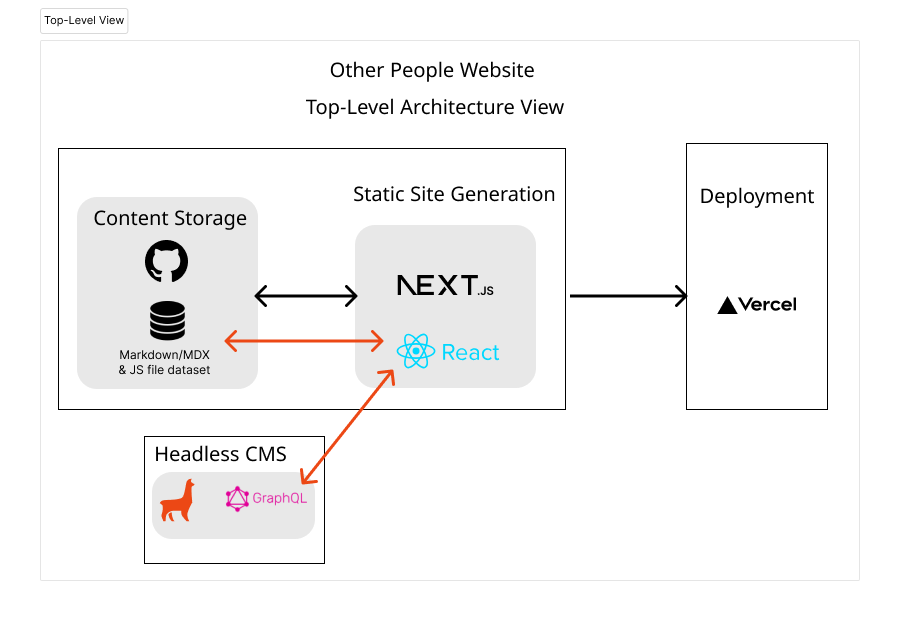 Top-Level View
Other People Website
Top-Level Architecture View
Static Site Generation
Content Storage
Deployment
NEXT.JS
Vercel
React
Markdown/MDX
& JS file dataset
Headless CMS
GraphQL